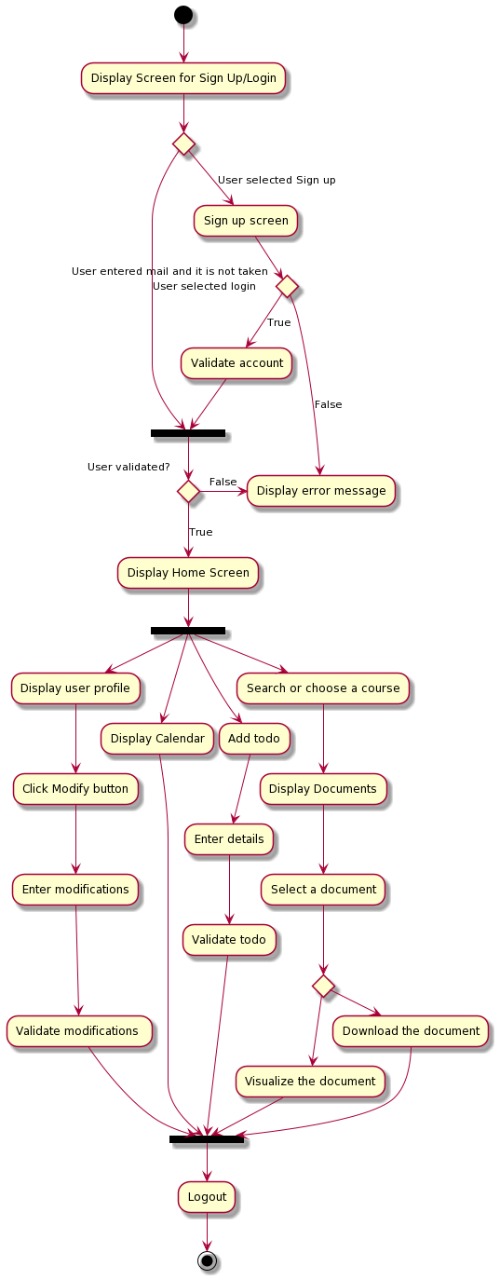 Display Screen for Sign Up/Login
User selected Sign up
Sign up screen
User entered mail and it is not taken
User selected login
True
Validate account
False
User validated?
False
Display error message
True
Display Home Screen
Display user profile
Search or choose a course
Display Calendar
Add todo
Click Modify button
Display Documents
Enter details
Enter modifications
Select a document
Validate todo
Validate modifications
Download the document
Visualize the document
Logout